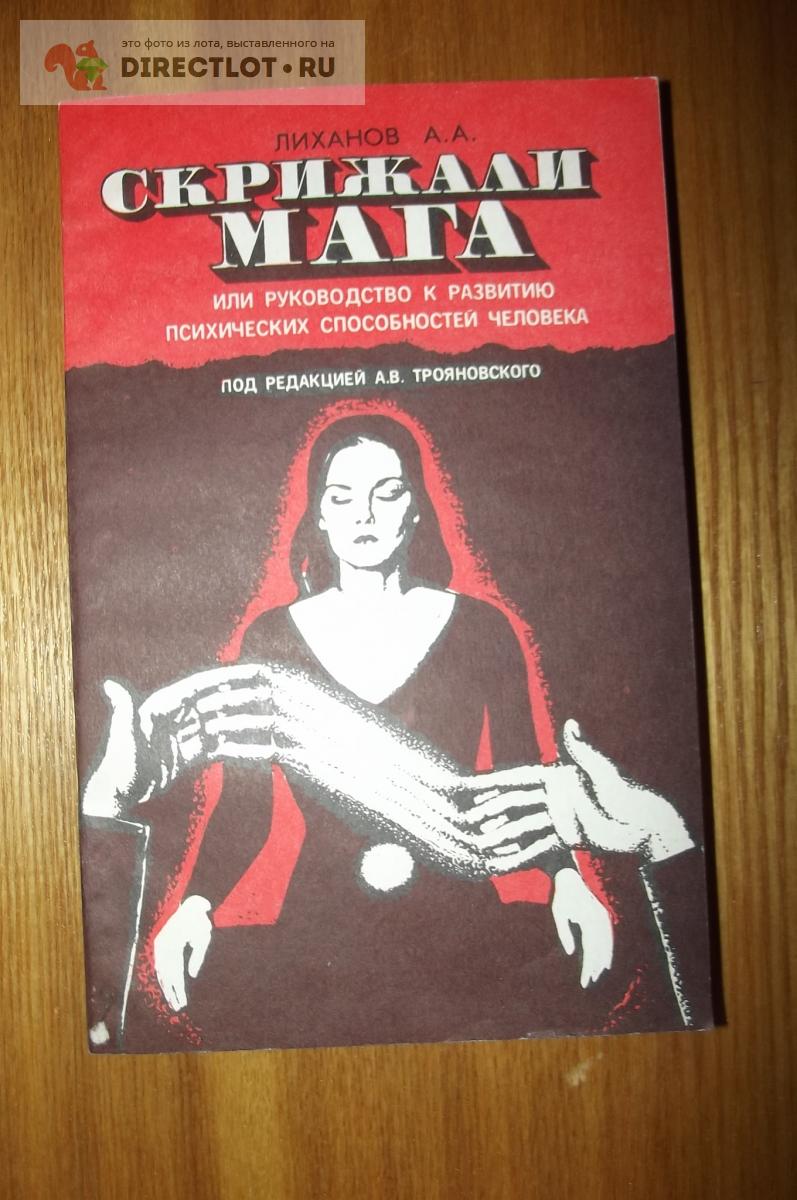 это фото из лота, выставленного на
DIRECTLOT•RU
ЛИХАНОВ А.А.
СКРИЖАЛИ
МАГА
ИЛИ РУКОВОДСТВО К РАЗВИТИЮ
ПСИХИЧЕСКИХ СПОСОБНОСТЕЙ ЧЕЛОВЕКА
ПОД РЕДАКЦИЕЙ А.В. ТРОЯНОВСКОГО